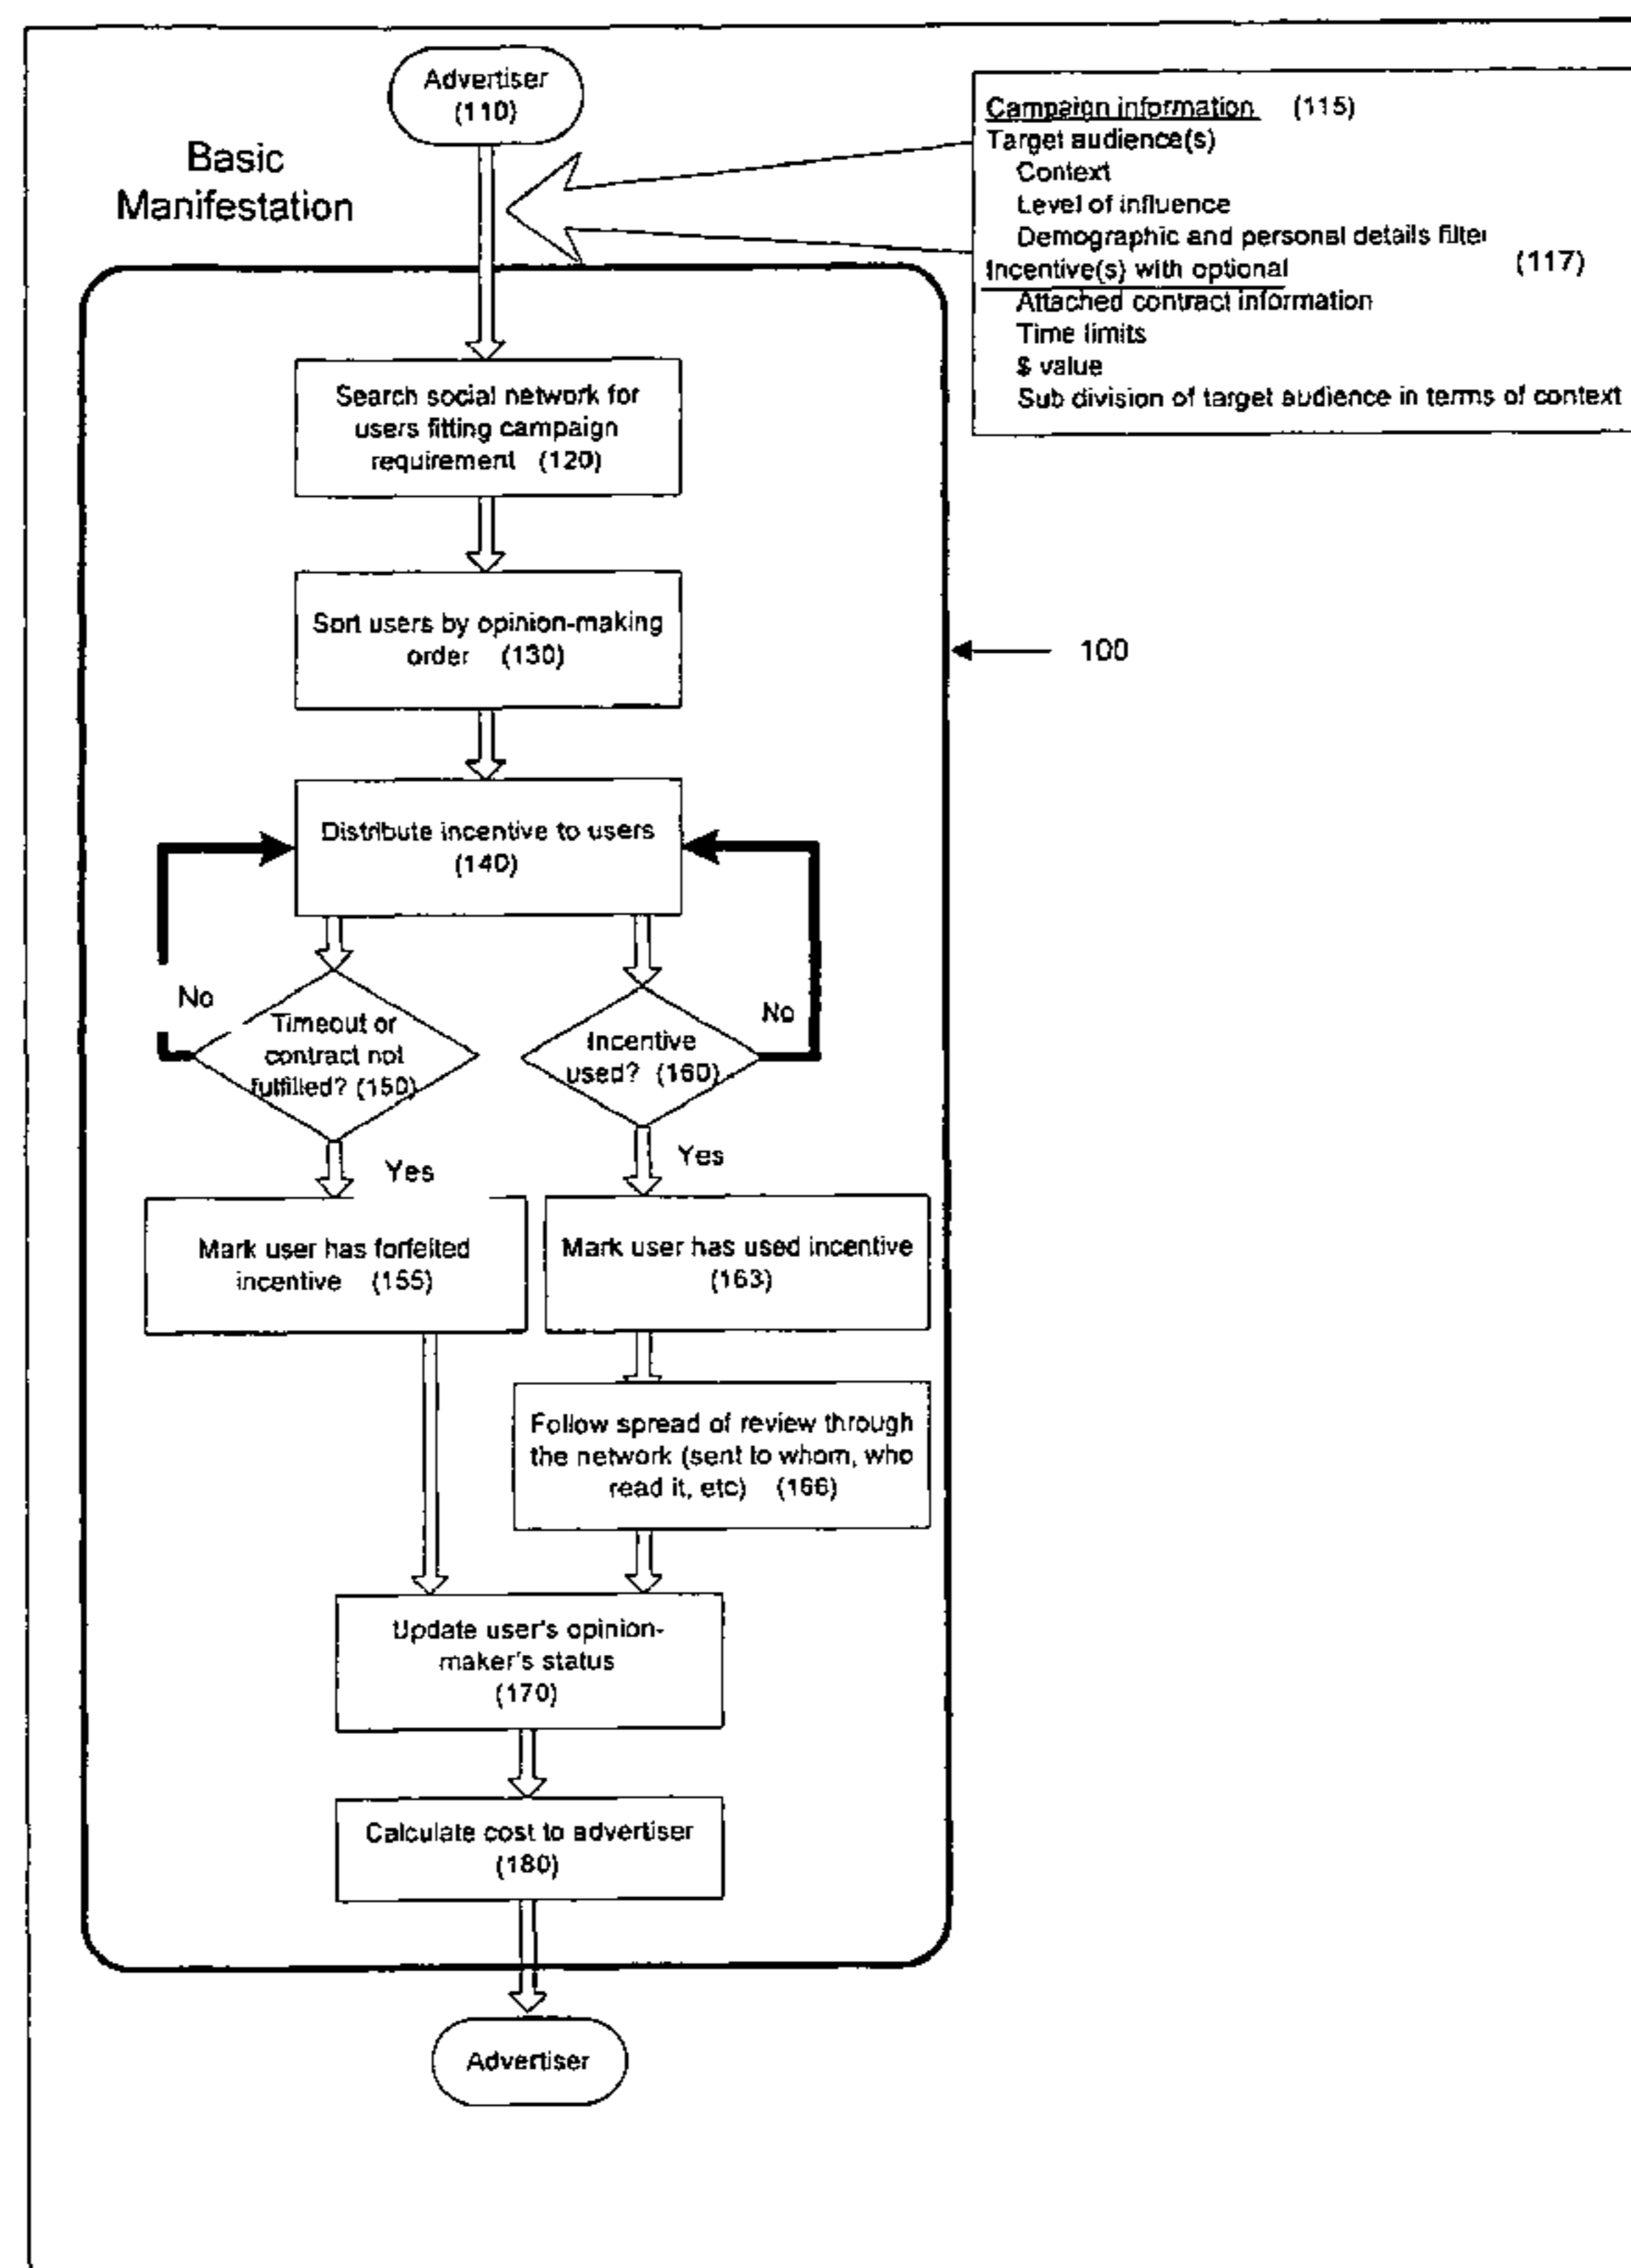 Advertiser
(110)
Basic
Manifestation
Campaign information (115)
Target audience(s)
Context
Level of influence
Demographic and personal details filter
(117)
Incentive(s) with optional
Attached contract information
Time limits
$ value
Sub division of target audience in terms of context
Search social network for
users fitting campaign
requirement (120)
Sort users by opinion-making
order (130)
100
Distribute incentive to users
(140)
No
Timeout or
contract not
fulfilled? (150)
Yes
Incentive
used? (160)
No
Yes
Mark user has forfeited
incentive (155)
Mark user has used incentive
(163)
Follow spread of review through
the network (sent to whom, who
read it, etc) (166)
Update user's opinion-
maker's status
(170)
Calculate cost to advertiser
(180)
Advertiser